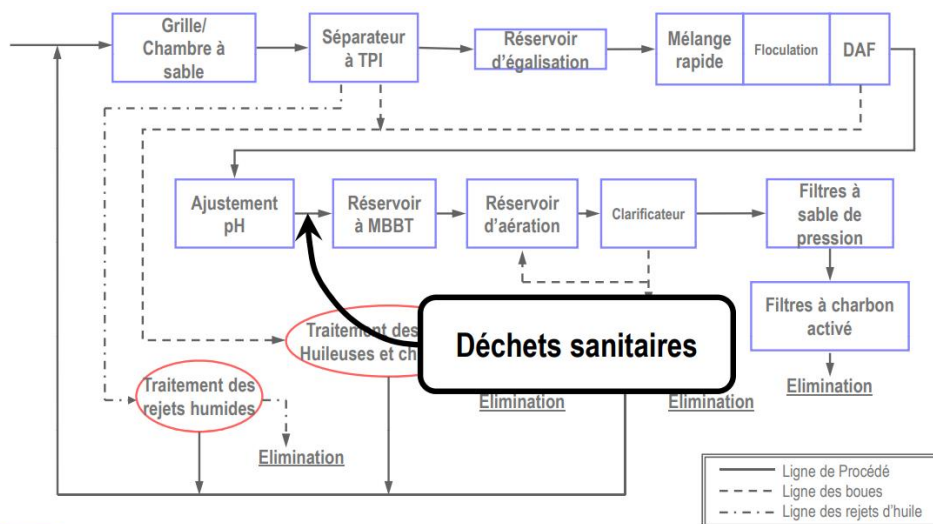 Grille/
Chambre à
sable
Séparateur
à TPI
Réservoir
d'égalisation
Mélange
rapide
Floculation
DAF
Ajustement
pH
Réservoir
à MBBT
Réservoir
d'aération
Clarificateur
Filtres à
sable de
pression
Filtres à charbon
activé
Traitement des
Huileuses et ch
Déchets sanitaires
Traitement des
rejets humides
Elimination
Elimination
Elimination
Elimination
Ligne de Procédé
Ligne des boues
Ligne des rejets d'huile